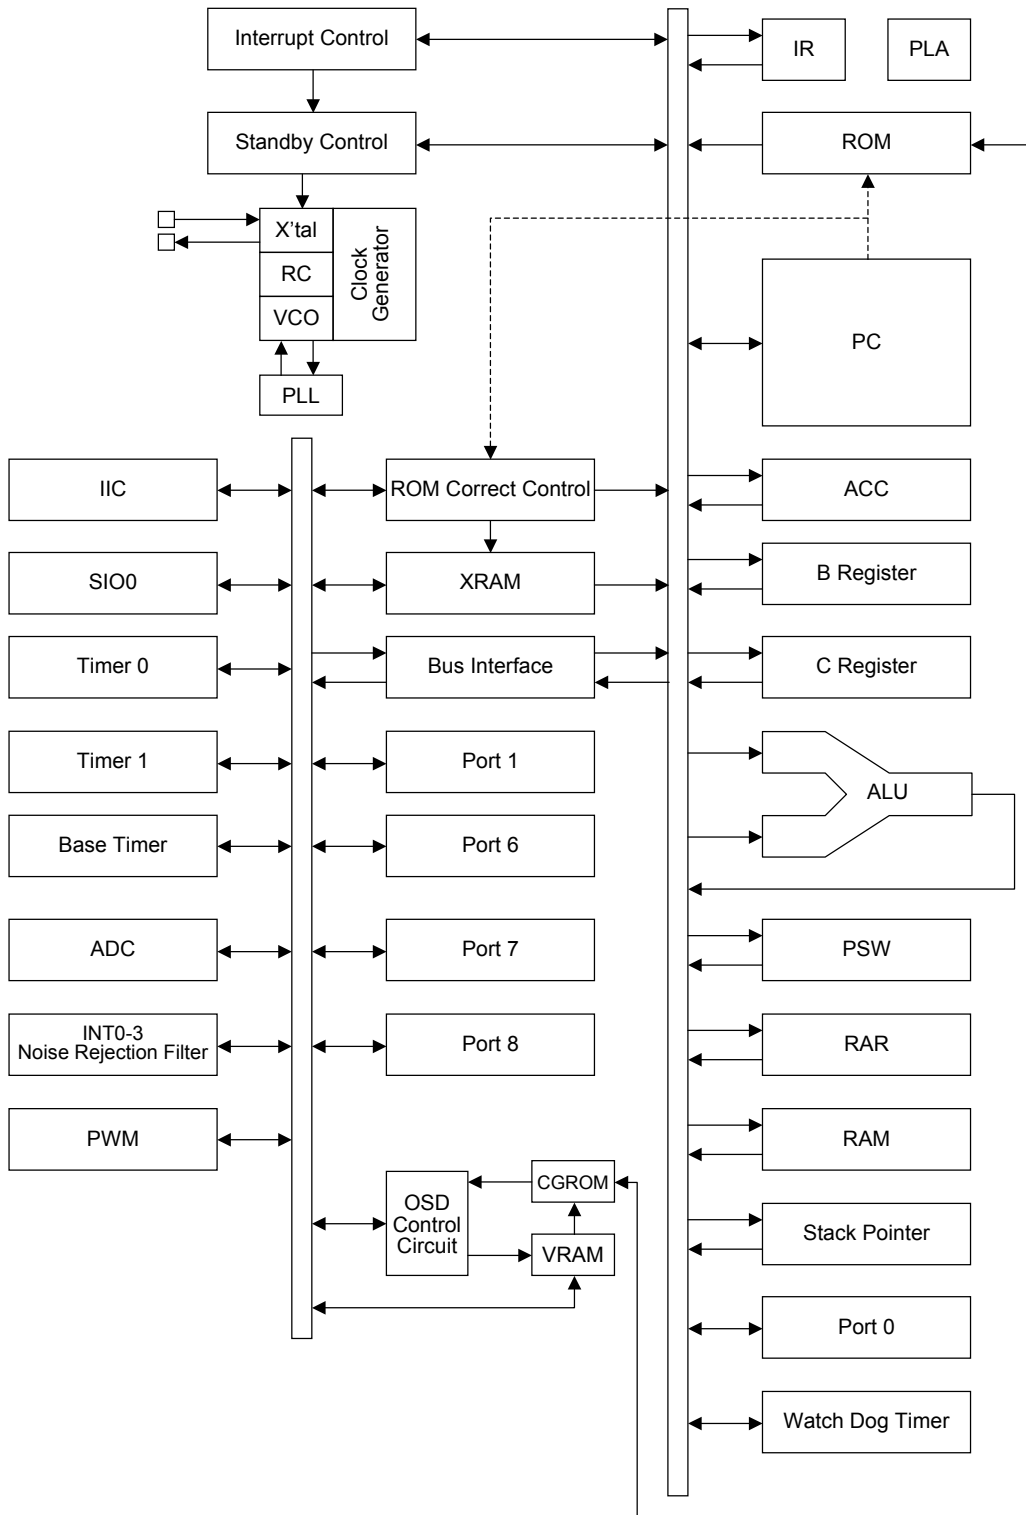 Interrupt Control
IR
PLA
Standby Control
ROM
X'tal
RC
VCO
Clock
Generator
PC
PLL
IIC
ROM Correct Control
ACC
SIO0
XRAM
B Register
Timer 0
Bus Interface
C Register
Timer 1
Port 1
ALU
Base Timer
Port 6
ADC
Port 7
PSW
INT0-3
Noise Rejection Filter
Port 8
RAR
PWM
RAM
OSD
Control
Circuit
CGROM
VRAM
Stack Pointer
Port 0
Watch Dog Timer